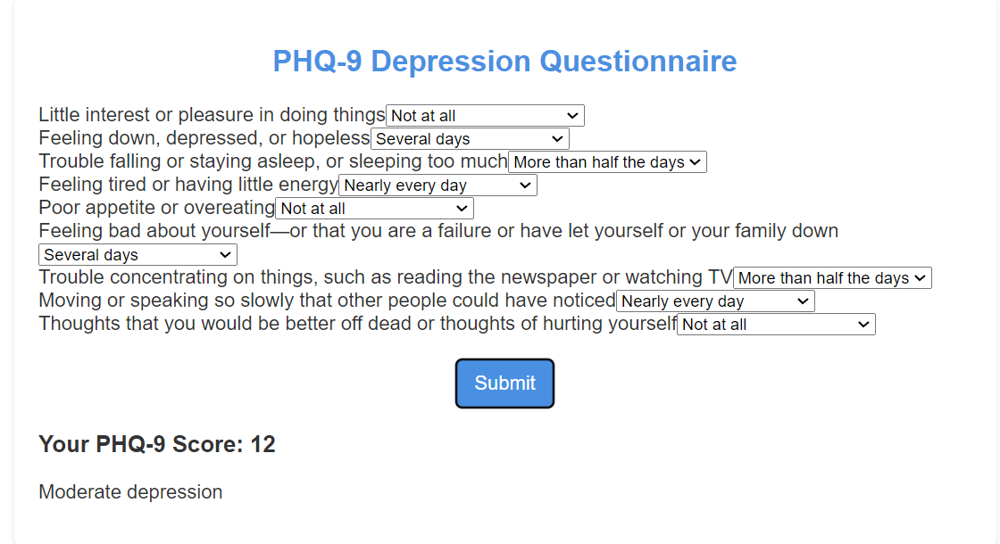 PHQ-9 Depression Questionnaire
Little interest or pleasure in doing things Not at all
Feeling down, depressed, or hopeless Several days
Trouble falling or staying asleep, or sleeping too much More than half the days
Feeling tired or having little energy Nearly every day
Poor appetite or overeating Not at all
Feeling bad about yourself—or that you are a failure or have let yourself or your family down
Several days
Trouble concentrating on things, such as reading the newspaper or watching TV More than half the days
Moving or speaking so slowly that other people could have noticed Nearly every day
Thoughts that you would be better off dead or thoughts of hurting yourself Not at all
Submit
Your PHQ-9 Score: 12
Moderate depression